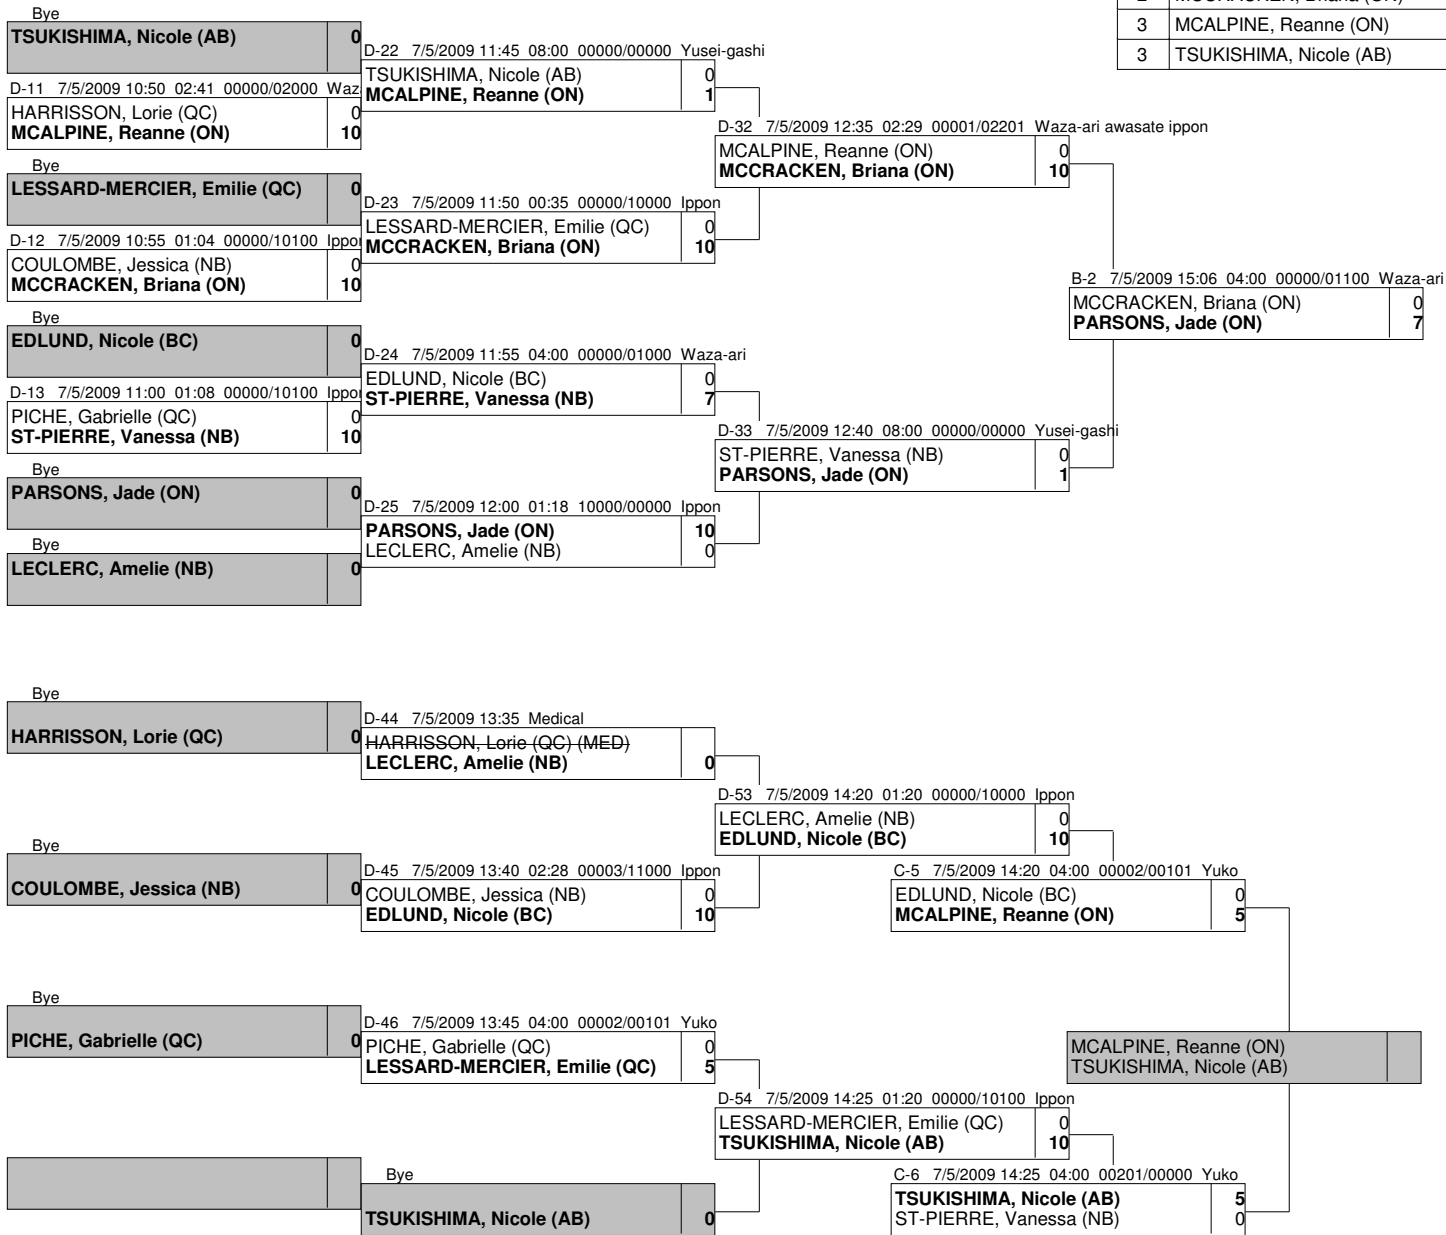 2 MCCRACKEN, Briana (ON)
3 MCALPINE, Reanne (ON)
3 TSUKISHIMA, Nicole (AB)
Bye
TSUKISHIMA, Nicole (AB) 0
D-11 7/5/2009 10:50 02:41 00000/02000 Waz
HARRISSON, Lorie (QC) 0
MCALPINE, Reanne (ON) 10
Bye
LESSARD-MERCIER, Emilie (QC) 0
D-12 7/5/2009 10:55 01:04 00000/10100 Ippon
COULOMBE, Jessica (NB) 0
MCCRACKEN, Briana (ON) 10
Bye
EDLUND, Nicole (BC) 0
D-13 7/5/2009 11:00 01:08 00000/10100 Ippon
PICHE, Gabrielle (QC) 0
ST-PIERRE, Vanessa (NB) 10
Bye
PARSONS, Jade (ON) 0
Bye
LECLERC, Amelie (NB) 0
D-22 7/5/2009 11:45 08:00 00000/00000 Yusei-gashi
TSUKISHIMA, Nicole (AB) 0
MCALPINE, Reanne (ON) 1
D-23 7/5/2009 11:50 00:35 00000/10000 Ippon
LESSARD-MERCIER, Emilie (QC) 0
MCCRACKEN, Briana (ON) 10
D-24 7/5/2009 11:55 04:00 00000/01000 Waza-ari
EDLUND, Nicole (BC) 0
ST-PIERRE, Vanessa (NB) 7
D-25 7/5/2009 12:00 01:18 10000/00000 Ippon
PARSONS, Jade (ON) 10
LECLERC, Amelie (NB) 0
D-32 7/5/2009 12:35 02:29 00001/02201 Waza-ari awasate ippon
MCALPINE, Reanne (ON) 0
MCCRACKEN, Briana (ON) 10
D-33 7/5/2009 12:40 08:00 00000/00000 Yusei-gashi
ST-PIERRE, Vanessa (NB) 0
PARSONS, Jade (ON) 1
B-2 7/5/2009 15:06 04:00 00000/01100 Waza-ari
MCCRACKEN, Briana (ON) 0
PARSONS, Jade (ON) 7
Bye
HARRISSON, Lorie (QC) 0
Bye
COULOMBE, Jessica (NB) 0
Bye
PICHE, Gabrielle (QC) 0
D-44 7/5/2009 13:35 Medical
HARRISSON, Lorie (QC) (MED)
LECLERC, Amelie (NB) 0
D-45 7/5/2009 13:40 02:28 00003/11000 Ippon
COULOMBE, Jessica (NB) 0
EDLUND, Nicole (BC) 10
D-46 7/5/2009 13:45 04:00 00002/00101 Yuko
PICHE, Gabrielle (QC) 0
LESSARD-MERCIER, Emilie (QC) 5
Bye
TSUKISHIMA, Nicole (AB) 0
D-53 7/5/2009 14:20 01:20 00000/10000 Ippon
LECLERC, Amelie (NB) 0
EDLUND, Nicole (BC) 10
D-54 7/5/2009 14:25 01:20 00000/10100 Ippon
LESSARD-MERCIER, Emilie (QC) 0
TSUKISHIMA, Nicole (AB) 10
C-5 7/5/2009 14:20 04:00 00002/00101 Yuko
EDLUND, Nicole (BC) 0
MCALPINE, Reanne (ON) 5
C-6 7/5/2009 14:25 04:00 00201/00000 Yuko
TSUKISHIMA, Nicole (AB) 5
ST-PIERRE, Vanessa (NB) 0
MCALPINE, Reanne (ON)
TSUKISHIMA, Nicole (AB)